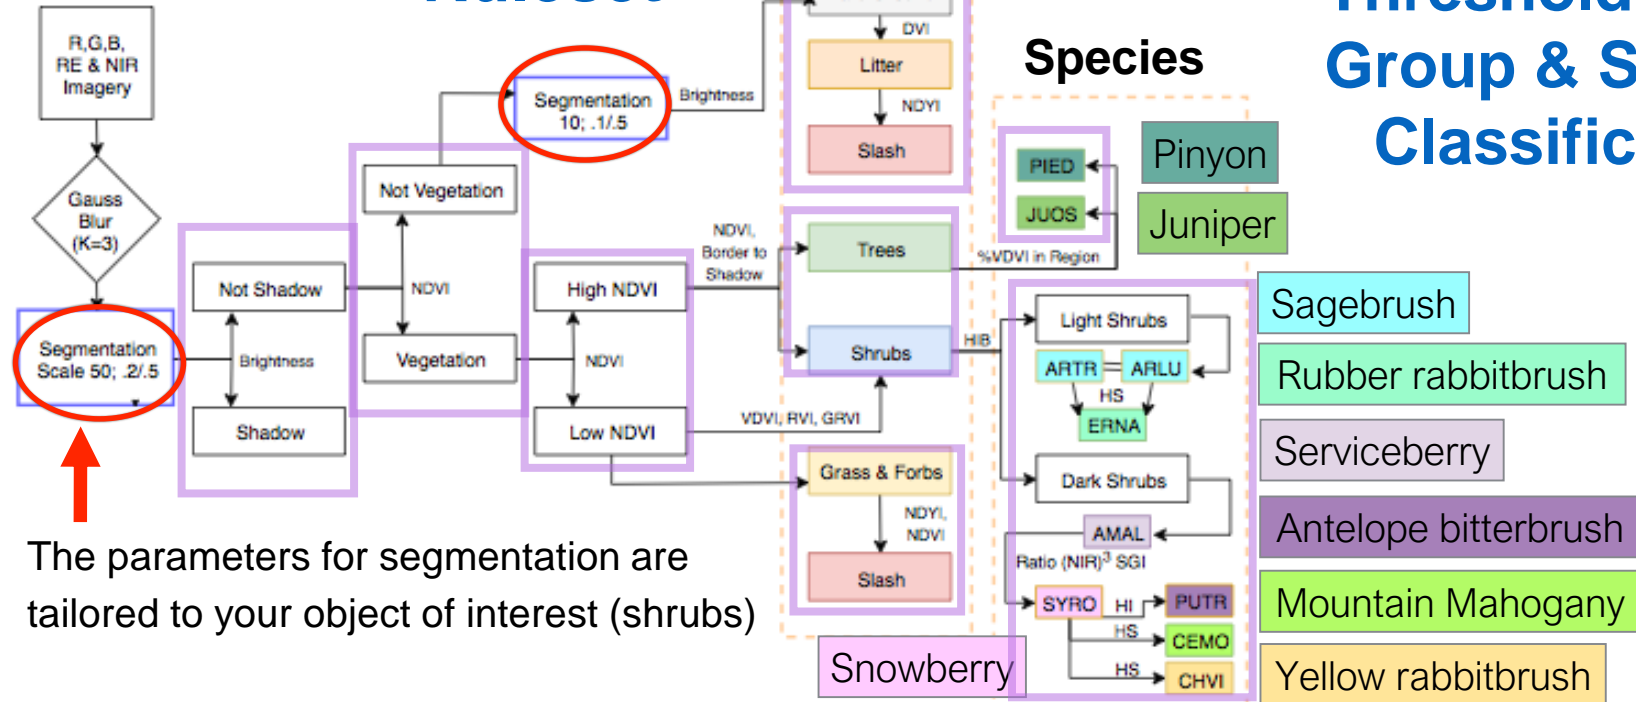 Species
R,G,B,
RE & NIR
Imagery
Gauss
Blur
(K=3)
Segmentation
Scale 50; .2/.5
Brightness
Not Shadow
Shadow
NDVI
Not Vegetation
Vegetation
Segmentation
10; .1/.5
Brightness
NDVI
High NDVI
Low NDVI
NDVI,
Border to
Shadow
VDVI, RVI, GRVI
DVI
Litter
NDYI
Slash
Trees
Shrubs
Grass & Forbs
NDYI,
NDVI
Slash
%VDVI in Region
HIB
PIED
JUOS
Light Shrubs
ARTR
ARLU
HS
ERNA
Dark Shrubs
AMAL
Ratio (NIR)³ SGI
SYRO
HI
PUTR
HS
CEMO
HS
CHVI
Group & S
Classific
Pinyon
Juniper
Sagebrush
Rubber rabbitbrush
Serviceberry
Antelope bitterbrush
Mountain Mahogany
Yellow rabbitbrush
Snowberry
The parameters for segmentation are
tailored to your object of interest (shrubs)